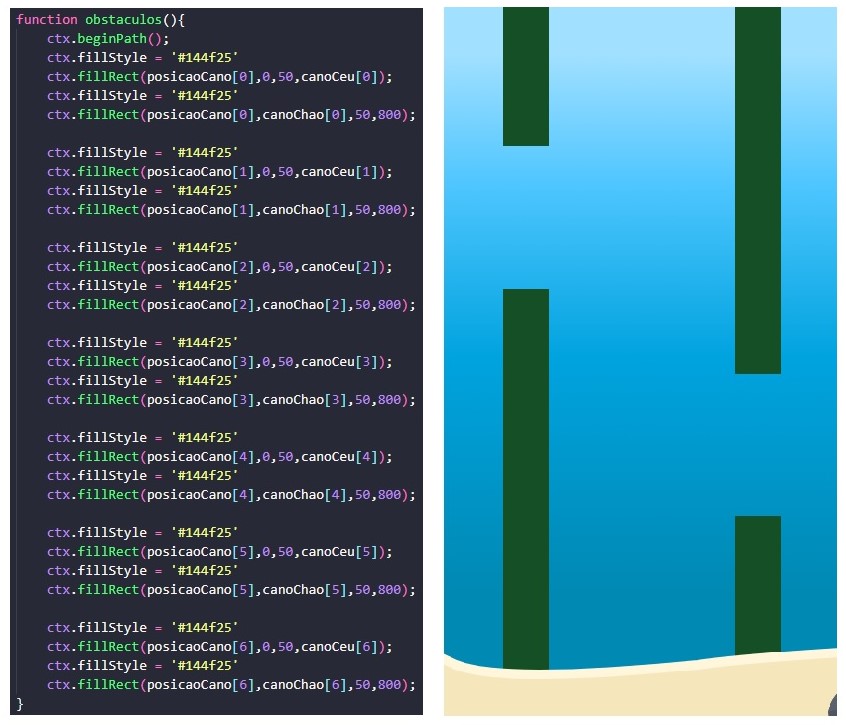 function obstaculos(){
ctx.beginPath();
ctx.fillStyle = '#144f25'
ctx.fillRect(posicaoCano[0],0,50,canoCeu[0]);
ctx.fillStyle = '#144f25'
ctx.fillRect(posicaoCano[0],canoChao[0],50,800);
ctx.fillStyle = '#144f25'
ctx.fillRect(posicaoCano[1],0,50,canoCeu[1]);
ctx.fillStyle = '#144f25'
ctx.fillRect(posicaoCano[1],canoChao[1],50,800);
ctx.fillStyle = '#144f25'
ctx.fillRect(posicaoCano[2],0,50,canoCeu[2]);
ctx.fillStyle = '#144f25'
ctx.fillRect(posicaoCano[2],canoChao[2],50,800);
ctx.fillStyle = '#144f25'
ctx.fillRect(posicaoCano[3],0,50,canoCeu[3]);
ctx.fillStyle = '#144f25'
ctx.fillRect(posicaoCano[3],canoChao[3],50,800);
ctx.fillStyle = '#144f25'
ctx.fillRect(posicaoCano[4],0,50,canoCeu[4]);
ctx.fillStyle = '#144f25'
ctx.fillRect(posicaoCano[4],canoChao[4],50,800);
ctx.fillStyle = '#144f25'
ctx.fillRect(posicaoCano[5],0,50,canoCeu[5]);
ctx.fillStyle = '#144f25'
ctx.fillRect(posicaoCano[5],canoChao[5],50,800);
ctx.fillStyle = '#144f25'
ctx.fillRect(posicaoCano[6],0,50,canoCeu[6]);
ctx.fillStyle = '#144f25'
ctx.fillRect(posicaoCano[6],canoChao[6],50,800);
}